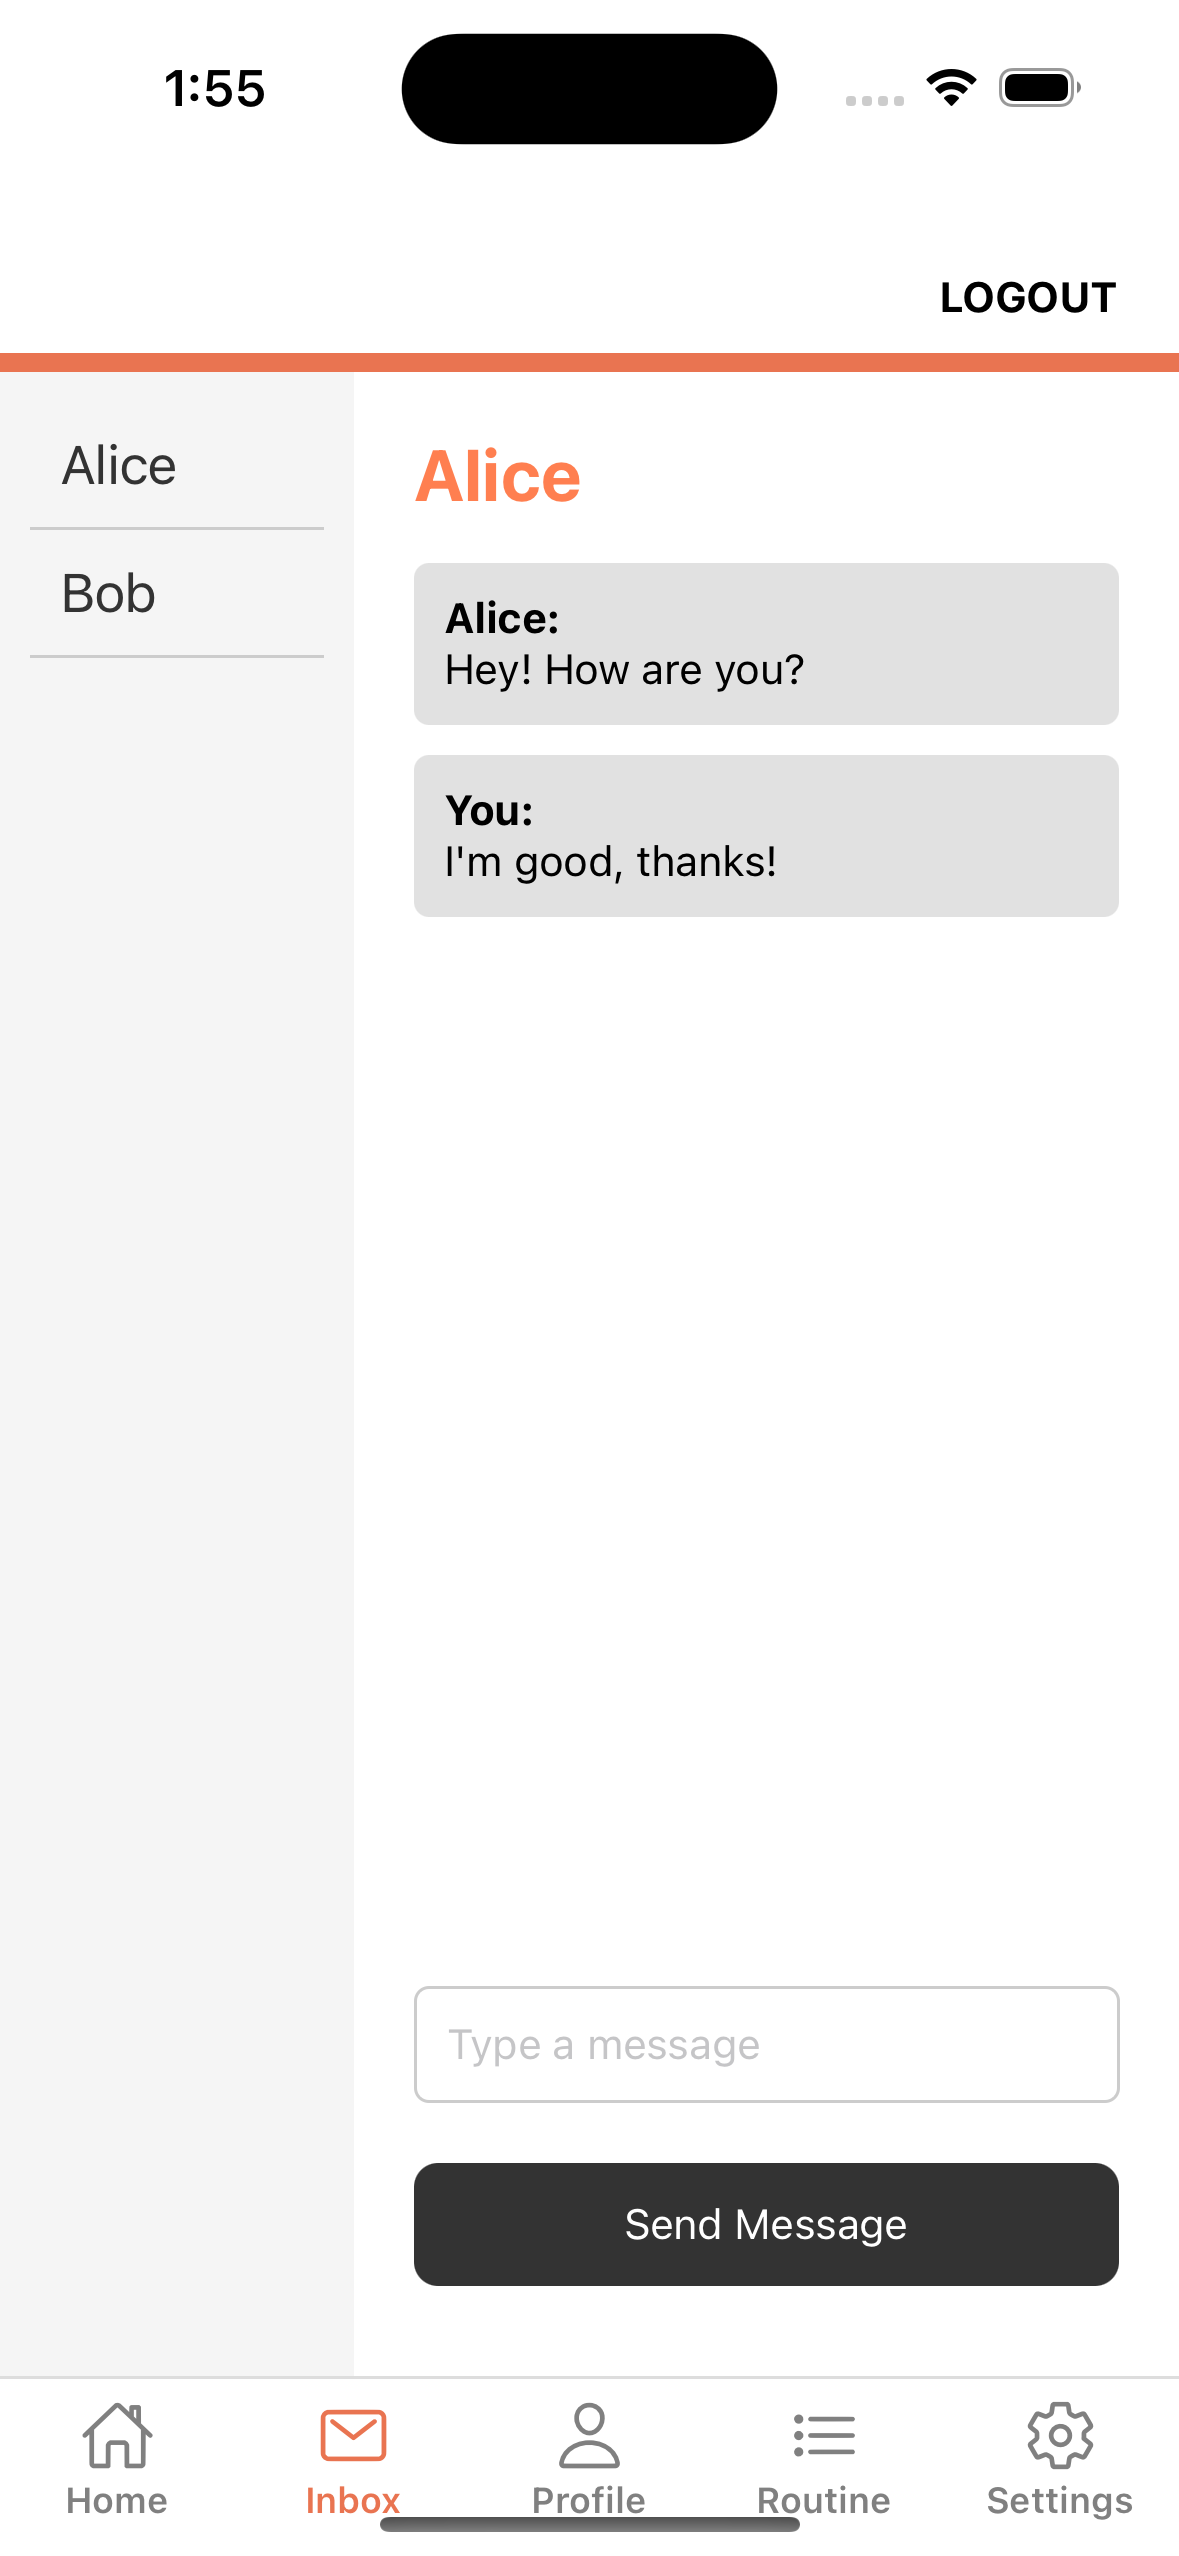 1:55
LOGOUT
Alice
Bob
Alice
Alice:
Hey! How are you?
You:
I'm good, thanks!
Type a message
Send Message
Home
Inbox
Profile
Routine
Settings